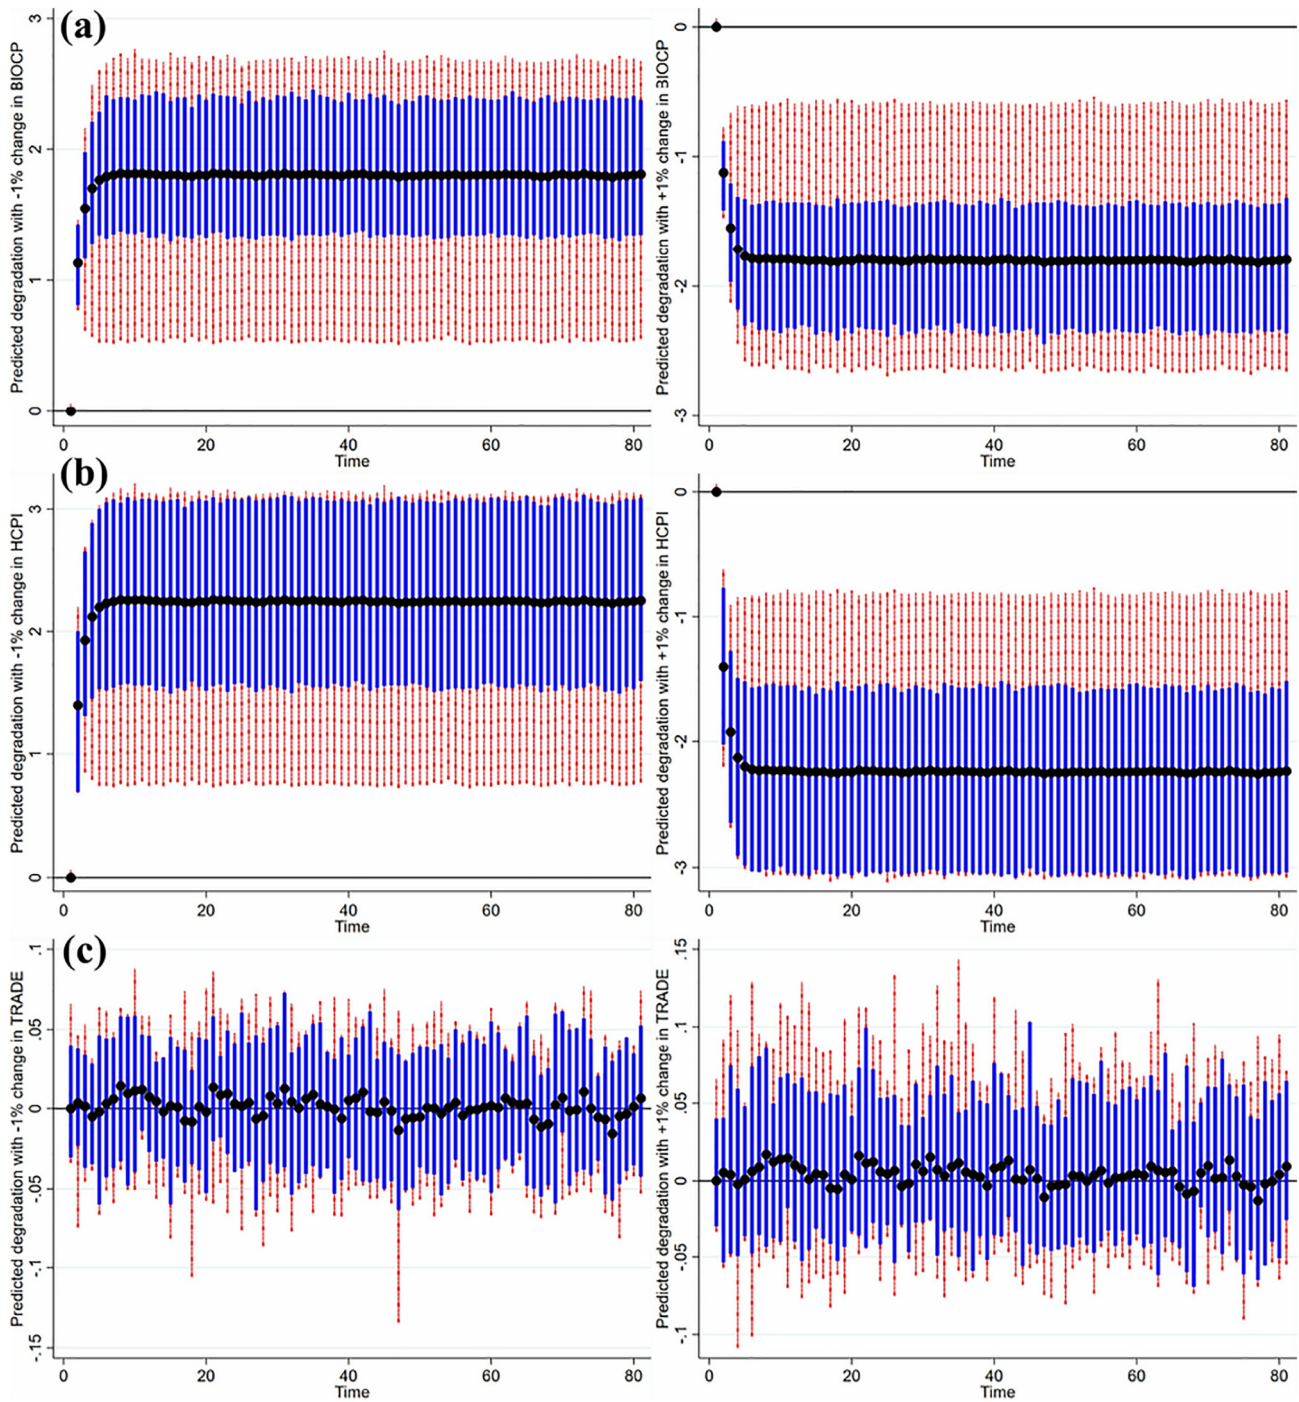 (a)
Predicted degradation with -1% change in BIOCP
3
2
1
0
0 20 40 60 80
Time
Predicted degradation with +1% change in BIOCP
0
-1
-2
-3
0 20 40 60 80
Time
(b)
Predicted degradation with -1% change in HCPI
3
2
1
0
0 20 40 60 80
Time
Predicted degradation with +1% change in HCPI
0
-1
-2
-3
0 20 40 60 80
Time
(c)
Predicted degradation with -1% change in TRADE
.1
.05
0
-.05
-.1
-.15
0 20 40 60 80
Time
Predicted degradation with +1% change in TRADE
.15
.1
.05
0
-.05
-.1
0 20 40 60 80
Time